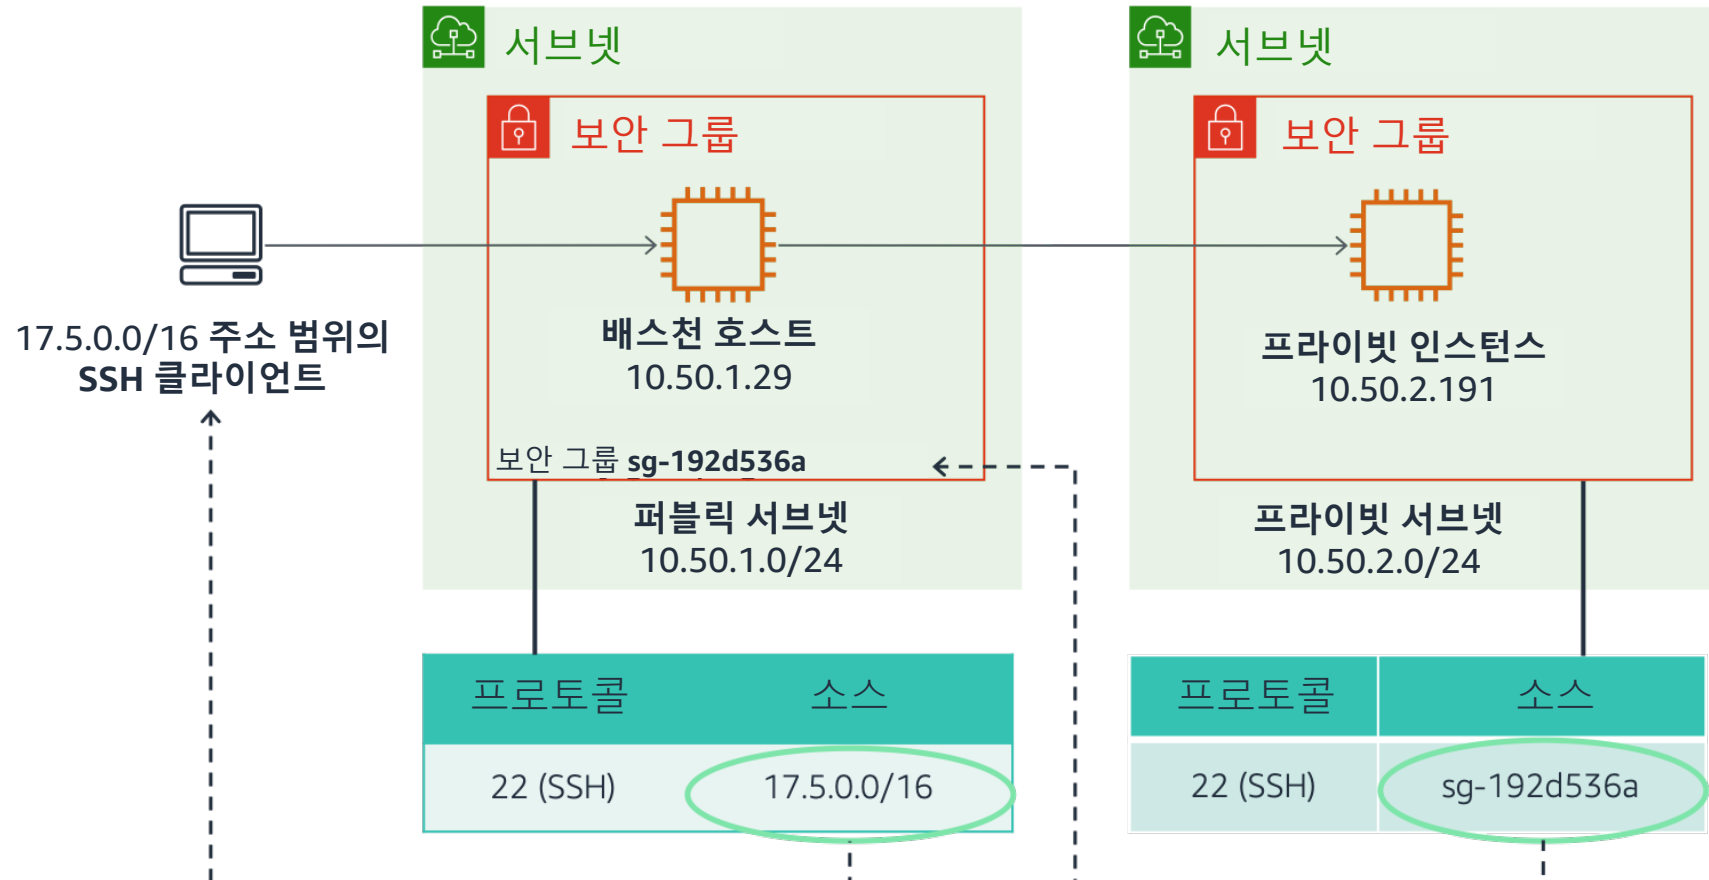 서브넷
보안 그룹
17.5.0.0/16 주소 범위의
SSH 클라이언트
배스천 호스트
10.50.1.29
보안 그룹 sg-192d536a
퍼블릭 서브넷
10.50.1.0/24
프로토콜 소스
22 (SSH) 17.5.0.0/16
서브넷
보안 그룹
프라이빗 인스턴스
10.50.2.191
프라이빗 서브넷
10.50.2.0/24
프로토콜 소스
22 (SSH) sg-192d536a